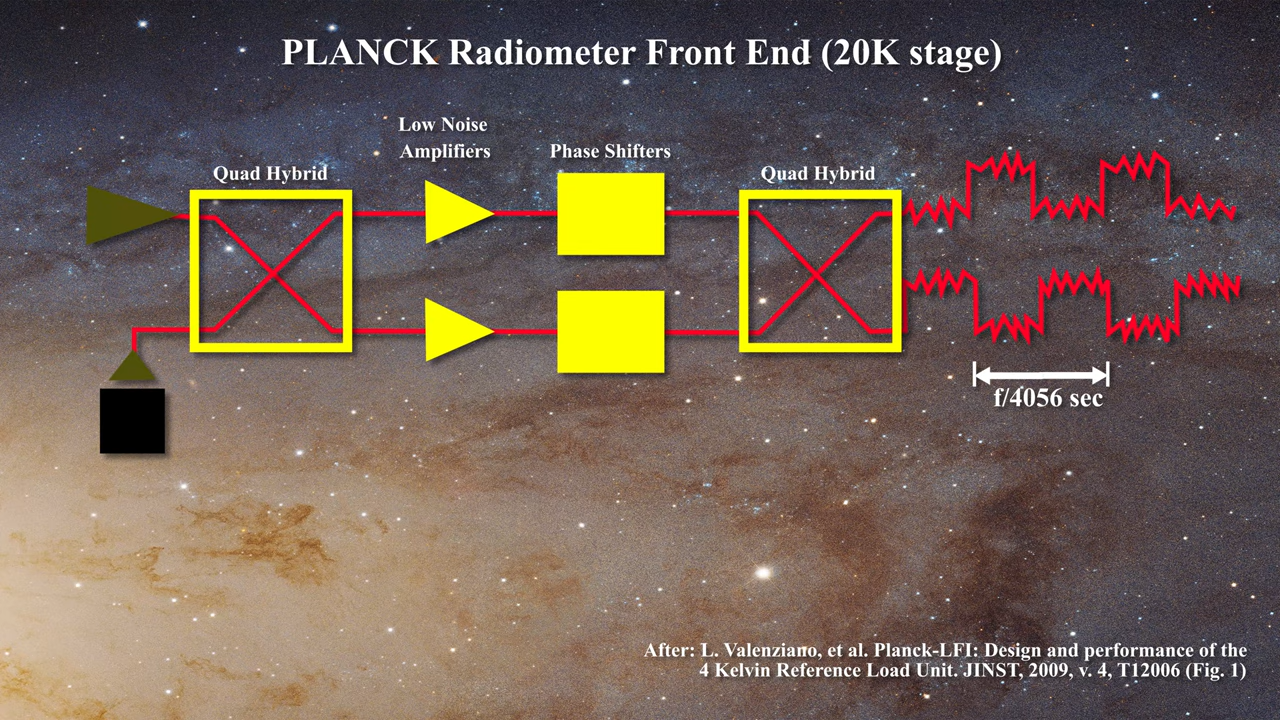 PLANCK Radiometer Front End (20K stage)
Low Noise
Amplifiers
Phase Shifters
Quad Hybrid
Quad Hybrid
f/4056 sec
After: L. Valenziano, et al. Planck-LFI: Design and performance of the
4 Kelvin Reference Load Unit. JINST, 2009, v. 4, T12006 (Fig. 1)